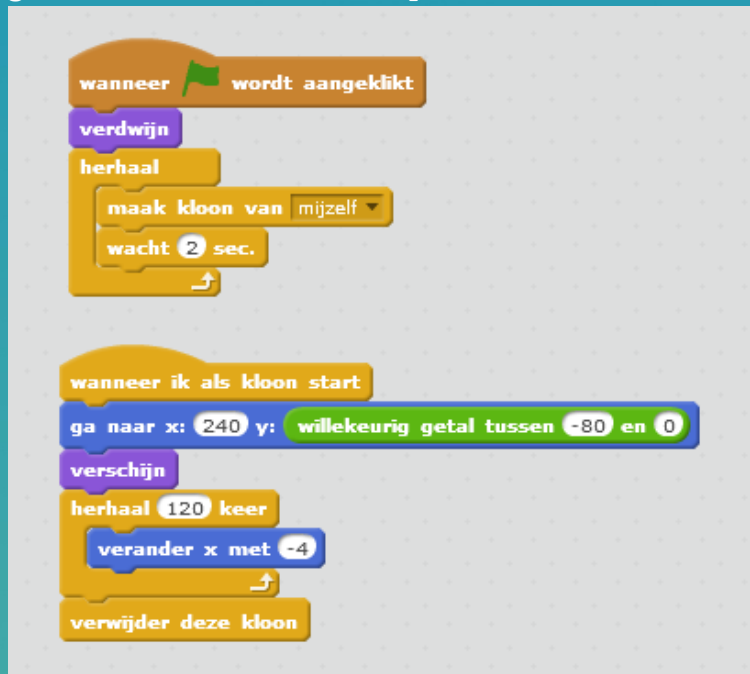 wanneer wordt aangeklikt
verdwijn
herhaal
maak kloon van mijzelf
wacht 2 sec.
wanneer ik als kloon start
ga naar x: 240 y: willekeurig getal tussen -80 en 0
verschijn
herhaal 120 keer
verander x met -4
verwijder deze kloon